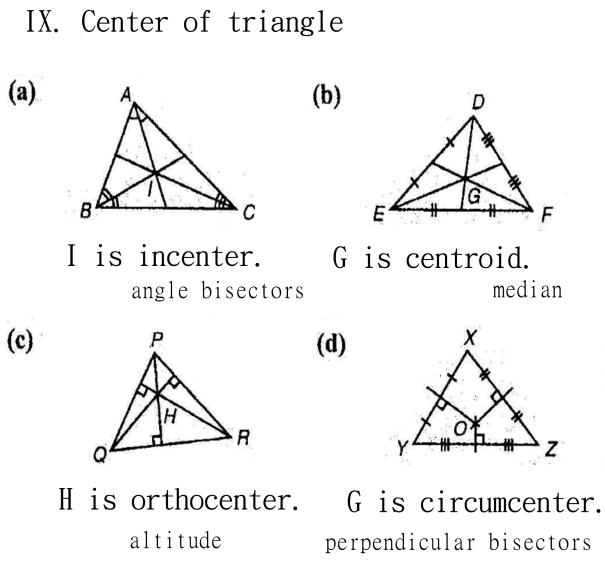 IX. Center of triangle
(a)
A
I
B
C
I is incenter.
angle bisectors
(b)
D
G
E
F
G is centroid.
median
(c)
P
H
Q
R
H is orthocenter.
altitude
(d)
X
O
Y
Z
G is circumcenter.
perpendicular bisectors